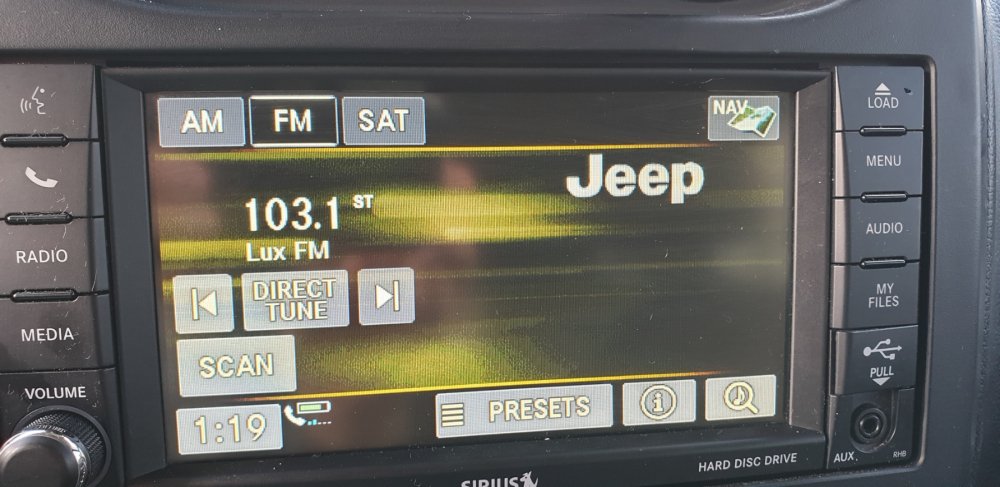 AM FM SAT NAV
Jeep
103.1 ST
Lux FM
DIRECT
TUNE
SCAN
1:19
PRESETS
i
RADIO
MEDIA
VOLUME
LOAD
MENU
AUDIO
MY
FILES
PULL
AUX
RHB
HARD DISC DRIVE
SIRIUS